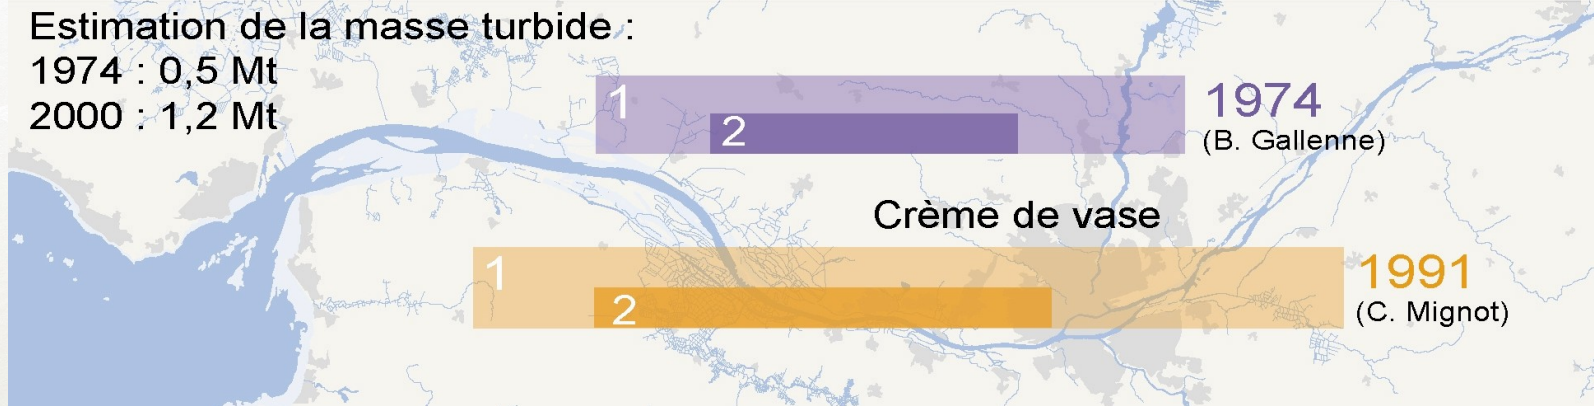 Estimation de la masse turbide :
1974 : 0,5 Mt
2000 : 1,2 Mt
1
2
1974
(B. Gallenne)
Crème de vase
1
2
1991
(C. Mignot)